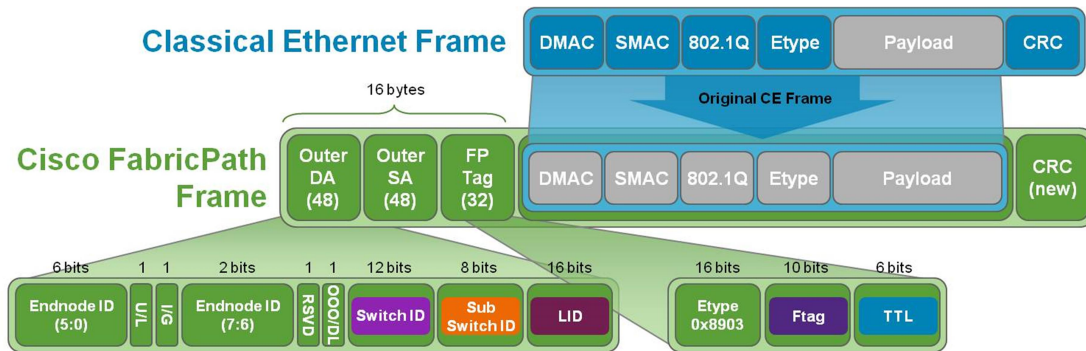 Classical Ethernet Frame
DMAC SMAC 802.1Q Etype Payload CRC
16 bytes
Original CE Frame
Cisco FabricPath
Frame
Outer
DA
(48)
Outer
SA
(48)
FP
Tag
(32)
DMAC SMAC 802.1Q Etype Payload
CRC
(new)
6 bits 1 1 2 bits 1 1 12 bits 8 bits 16 bits
Endnode ID
(5:0)
U/L
I/G
Endnode ID
(7:6)
RSVD
OOO/DL
Switch ID
Sub
Switch ID
LID
16 bits 10 bits 6 bits
Etype
0x8903
Ftag
TTL